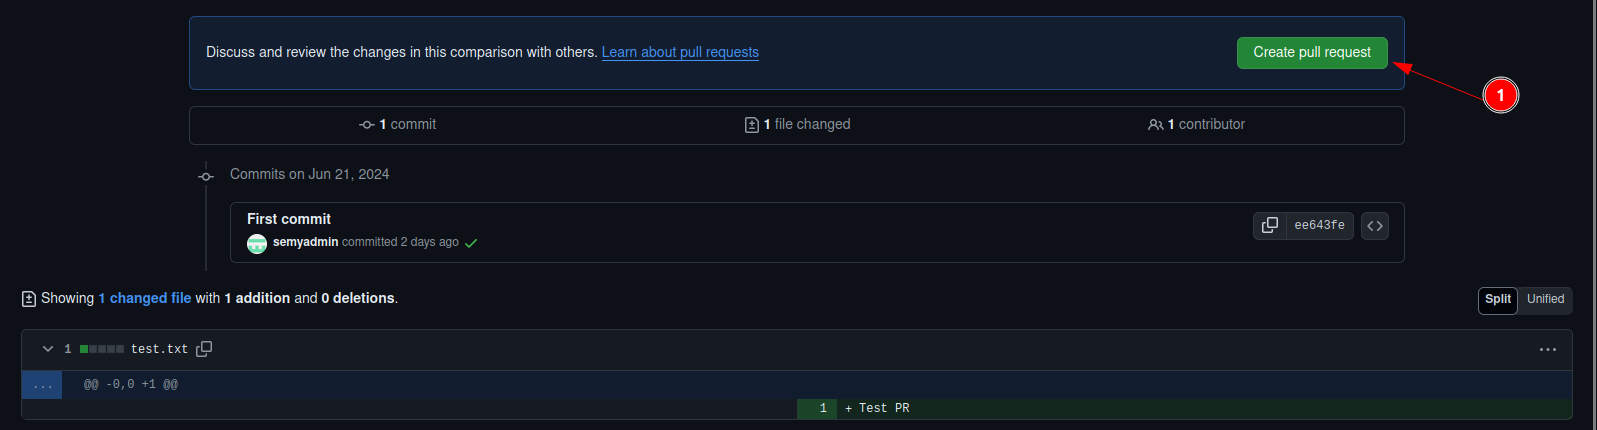 Discuss and review the changes in this comparison with others. Learn about pull requests
Create pull request
1
1 commit
1 file changed
1 contributor
Commits on Jun 21, 2024
First commit
semyadmin committed 2 days ago
ee643fe
Showing 1 changed file with 1 addition and 0 deletions.
Split Unified
1 test.txt
... @@ -0,0 +1 @@
1 + Test PR